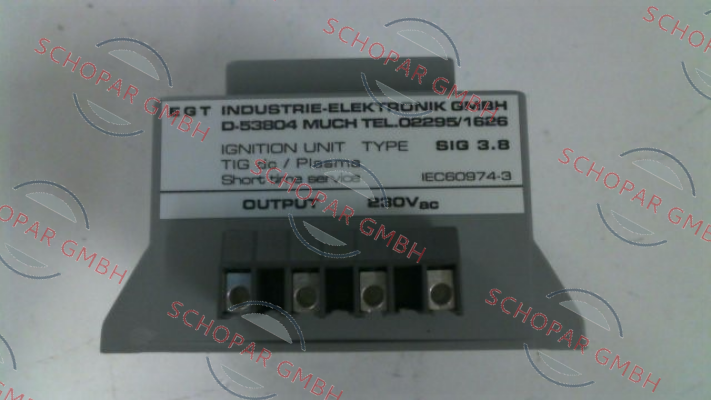 EGT INDUSTRIE-ELEKTRONIK GMBH
D-53804 MUCH TEL.02295/1626
IGNITION UNIT TYPE SIG 3.8
TIG dc / Plasma
Short time service IEC60974-3
OUTPUT 230Vac
SCHOPAR GMBH
SCHOPAR GMBH
SCHOPAR GMBH
SCHOPAR GMBH
SCHOPAR GMBH
SCHOPAR GMBH
SCHOPAR GMBH
SCHOPAR GMBH